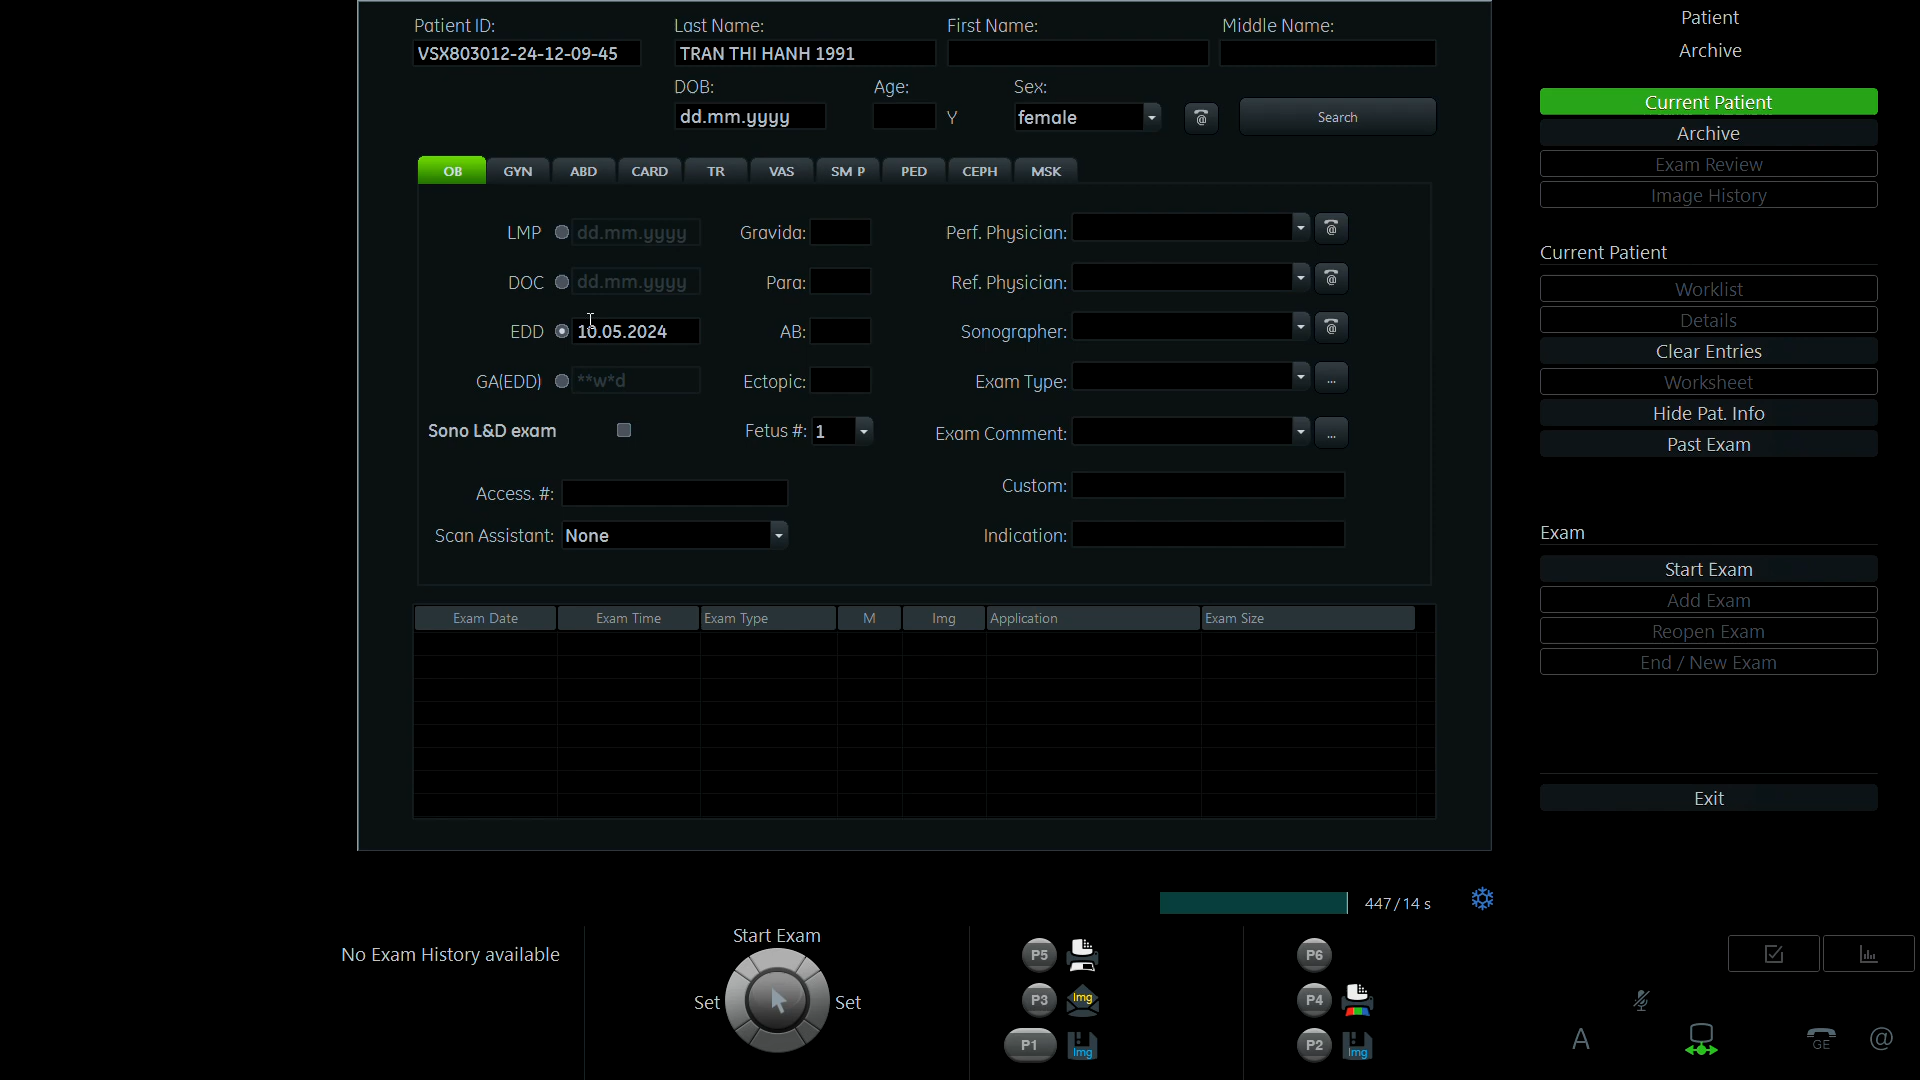 Patient ID: Last Name: First Name: Middle Name:
VSX803012-24-12-09-45 TRAN THI HANH 1991
DOB: Age: Sex:
dd.mm.yyyy Y female Search
OB GYN ABD CARD TR VAS SM P PED CEPH MSK
LMP dd.mm.yyyy Gravida: Perf. Physician:
DOC dd.mm.yyyy Para: Ref. Physician:
EDD 10.05.2024 AB: Sonographer:
GA(EDD) **w*d Ectopic: Exam Type: ...
Sono L&D exam Fetus #: 1 Exam Comment: ...
Access. #: Custom:
Scan Assistant: None Indication:
Exam Date Exam Time Exam Type M Img Application Exam Size
Patient
Archive
Current Patient
Archive
Exam Review
Image History
Current Patient
Worklist
Details
Clear Entries
Worksheet
Hide Pat. Info
Past Exam
Exam
Start Exam
Add Exam
Reopen Exam
End / New Exam
Exit
447/14 s
No Exam History available
Start Exam
Set Set
P5 P6
P3 Img P4
P1 Img P2 Img
A GE @